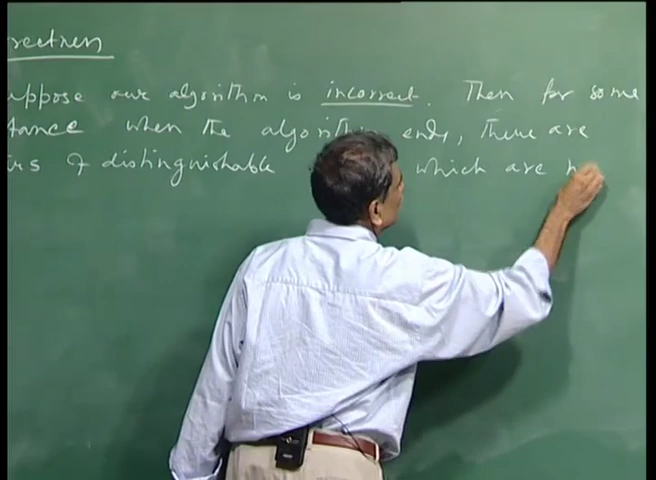 rectness
uppose our algorithm is incorrect. Then for some
tance when the algorithm ends, there are
irs of distinguishable which are